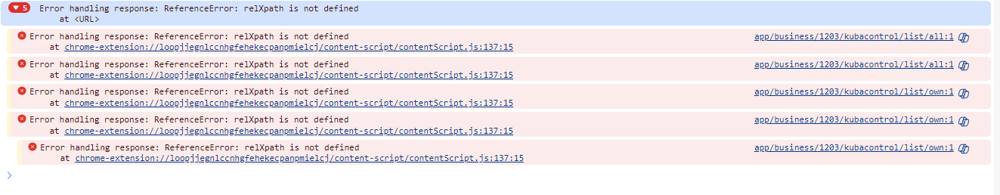 5 Error handling response: ReferenceError: relXpath is not defined
at <URL>
Error handling response: ReferenceError: relXpath is not defined app/business/1203/kubacontrol/list/all:1
at chrome-extension://loopjjegnlccnhgfehekecpanpmielcj/content-script/contentScript.js:137:15
Error handling response: ReferenceError: relXpath is not defined app/business/1203/kubacontrol/list/all:1
at chrome-extension://loopjjegnlccnhgfehekecpanpmielcj/content-script/contentScript.js:137:15
Error handling response: ReferenceError: relXpath is not defined app/business/1203/kubacontrol/list/own:1
at chrome-extension://loopjjegnlccnhgfehekecpanpmielcj/content-script/contentScript.js:137:15
Error handling response: ReferenceError: relXpath is not defined app/business/1203/kubacontrol/list/own:1
at chrome-extension://loopjjegnlccnhgfehekecpanpmielcj/content-script/contentScript.js:137:15
Error handling response: ReferenceError: relXpath is not defined app/business/1203/kubacontrol/list/own:1
at chrome-extension://loopjjegnlccnhgfehekecpanpmielcj/content-script/contentScript.js:137:15